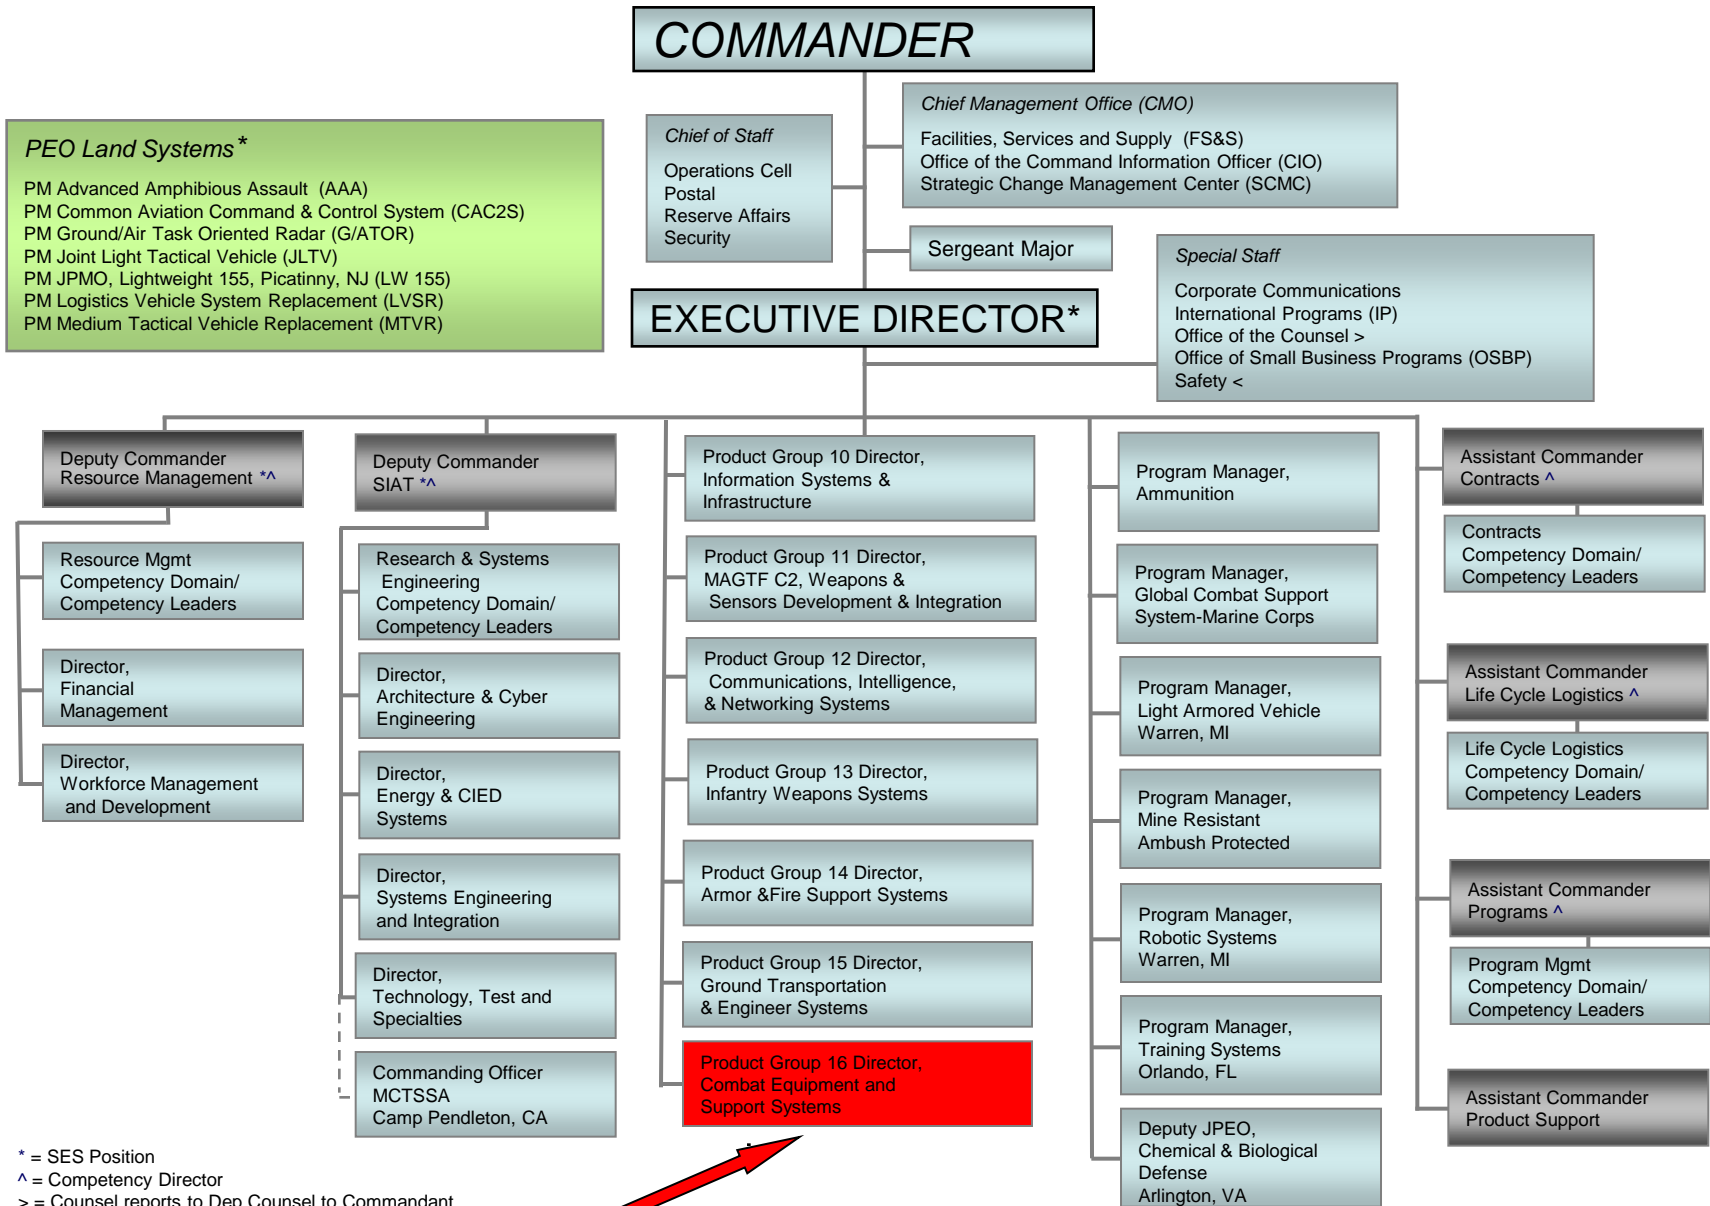 COMMANDER
Chief Management Office (CMO)
Facilities, Services and Supply (FS&S)
Office of the Command Information Officer (CIO)
Strategic Change Management Center (SCMC)
Chief of Staff
Operations Cell
Postal
Reserve Affairs
Security
PEO Land Systems*
PM Advanced Amphibious Assault (AAA)
PM Common Aviation Command & Control System (CAC2S)
PM Ground/Air Task Oriented Radar (G/ATOR)
PM Joint Light Tactical Vehicle (JLTV)
PM JPMO, Lightweight 155, Picatinny, NJ (LW 155)
PM Logistics Vehicle System Replacement (LVSR)
PM Medium Tactical Vehicle Replacement (MTVR)
Sergeant Major
Special Staff
Corporate Communications
International Programs (IP)
Office of the Counsel >
Office of Small Business Programs (OSBP)
Safety <
EXECUTIVE DIRECTOR*
Deputy Commander
Resource Management *^
Resource Mgmt
Competency Domain/
Competency Leaders
Director,
Financial
Management
Director,
Workforce Management
and Development
Deputy Commander
SIAT *^
Research & Systems
Engineering
Competency Domain/
Competency Leaders
Director,
Architecture & Cyber
Engineering
Director,
Energy & CIED
Systems
Director,
Systems Engineering
and Integration
Director,
Technology, Test and
Specialties
Commanding Officer
MCTSSA
Camp Pendleton, CA
Product Group 10 Director,
Information Systems &
Infrastructure
Product Group 11 Director,
MAGTF C2, Weapons &
Sensors Development & Integration
Product Group 12 Director,
Communications, Intelligence,
& Networking Systems
Product Group 13 Director,
Infantry Weapons Systems
Product Group 14 Director,
Armor &Fire Support Systems
Product Group 15 Director,
Ground Transportation
& Engineer Systems
Product Group 16 Director,
Combat Equipment and
Support Systems
Program Manager,
Ammunition
Program Manager,
Global Combat Support
System-Marine Corps
Program Manager,
Light Armored Vehicle
Warren, MI
Program Manager,
Mine Resistant
Ambush Protected
Program Manager,
Robotic Systems
Warren, MI
Program Manager,
Training Systems
Orlando, FL
Deputy JPEO,
Chemical & Biological
Defense
Arlington, VA
Assistant Commander
Contracts ^
Contracts
Competency Domain/
Competency Leaders
Assistant Commander
Life Cycle Logistics ^
Life Cycle Logistics
Competency Domain/
Competency Leaders
Assistant Commander
Programs ^
Program Mgmt
Competency Domain/
Competency Leaders
Assistant Commander
Product Support
* = SES Position
^ = Competency Director
> = Counsel reports to Dep Counsel to Commandant